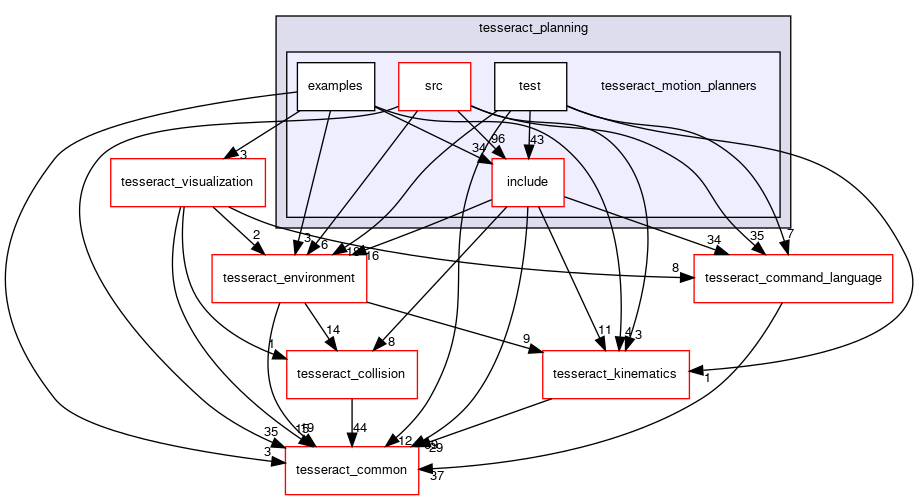 tesseract_planning
examples
src
test
tesseract_motion_planners
34
96
43
3
tesseract_visualization
include
2
3
6
18
16
35
7
34
tesseract_environment
8
tesseract_command_language
14
1
8
9
11
4
3
tesseract_collision
tesseract_kinematics
1
35
19
44
12
29
3
tesseract_common
37